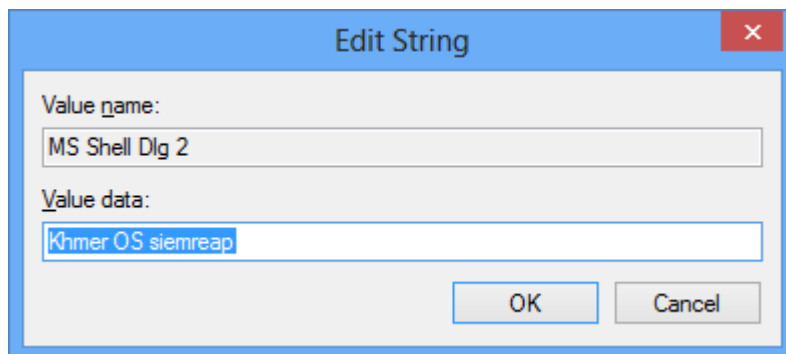 Edit String
Value name:
MS Shell Dlg 2
Value data:
Khmer OS siemreap
OK Cancel